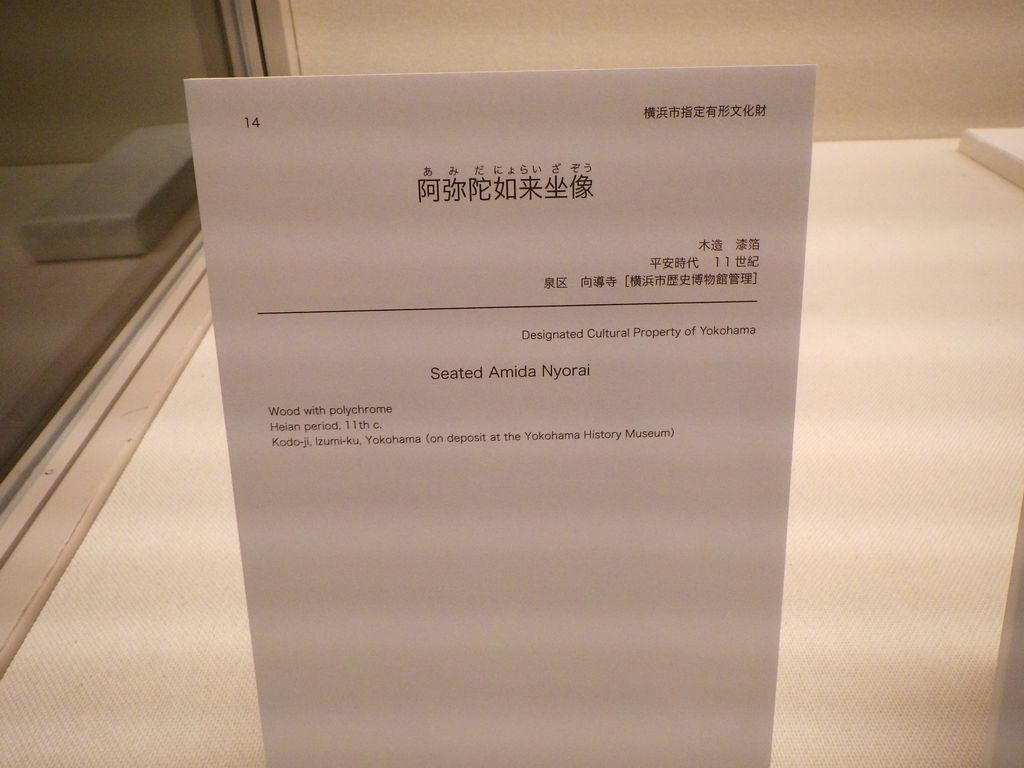 14
横浜市指定有形文化財
あみだにょらいざぞう
阿弥陀如来坐像
木造　漆箔
平安時代　11世紀
泉区　向導寺［横浜市歴史博物館管理］
Designated Cultural Property of Yokohama
Seated Amida Nyorai
Wood with polychrome
Heian period, 11th c.
Kodo-ji, Izumi-ku, Yokohama (on deposit at the Yokohama History Museum)